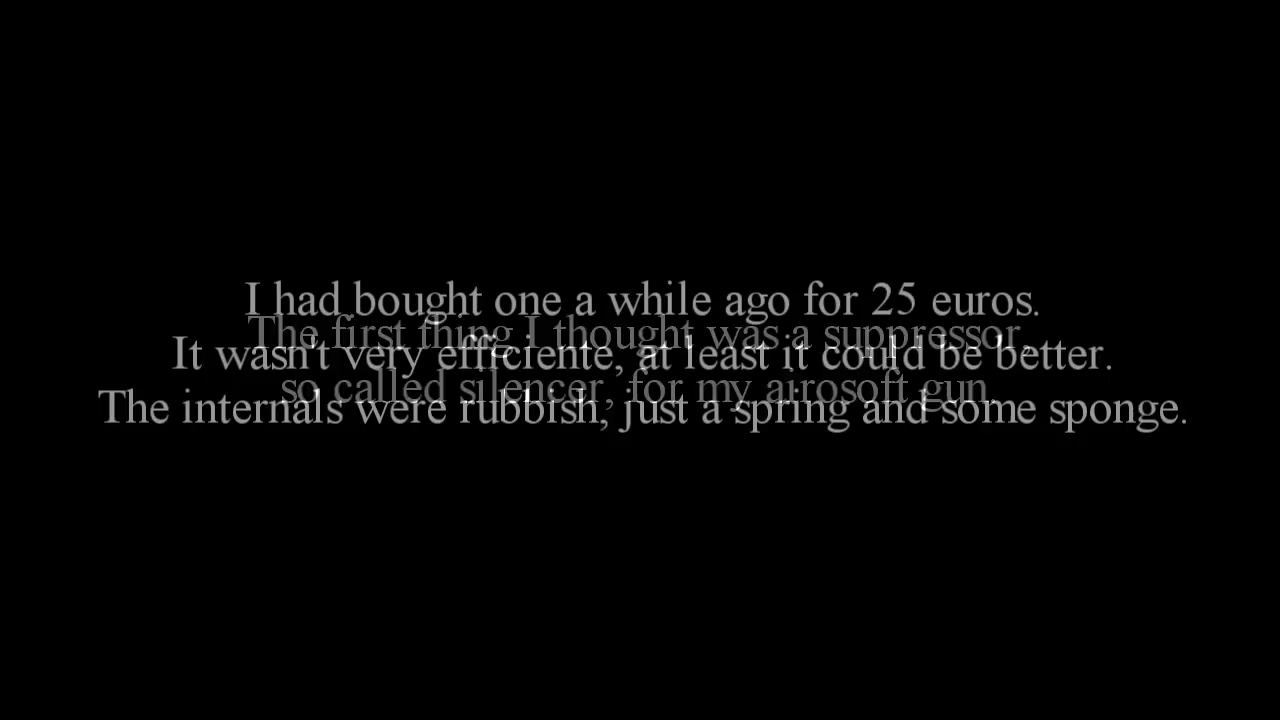 I had bought one a while ago for 25 euros.
The first thing I thought was a suppressor,
It wasn't very efficiente, at least it could be better.
so called silencer, for my airosoft gun.
The internals were rubbish, just a spring and some sponge.